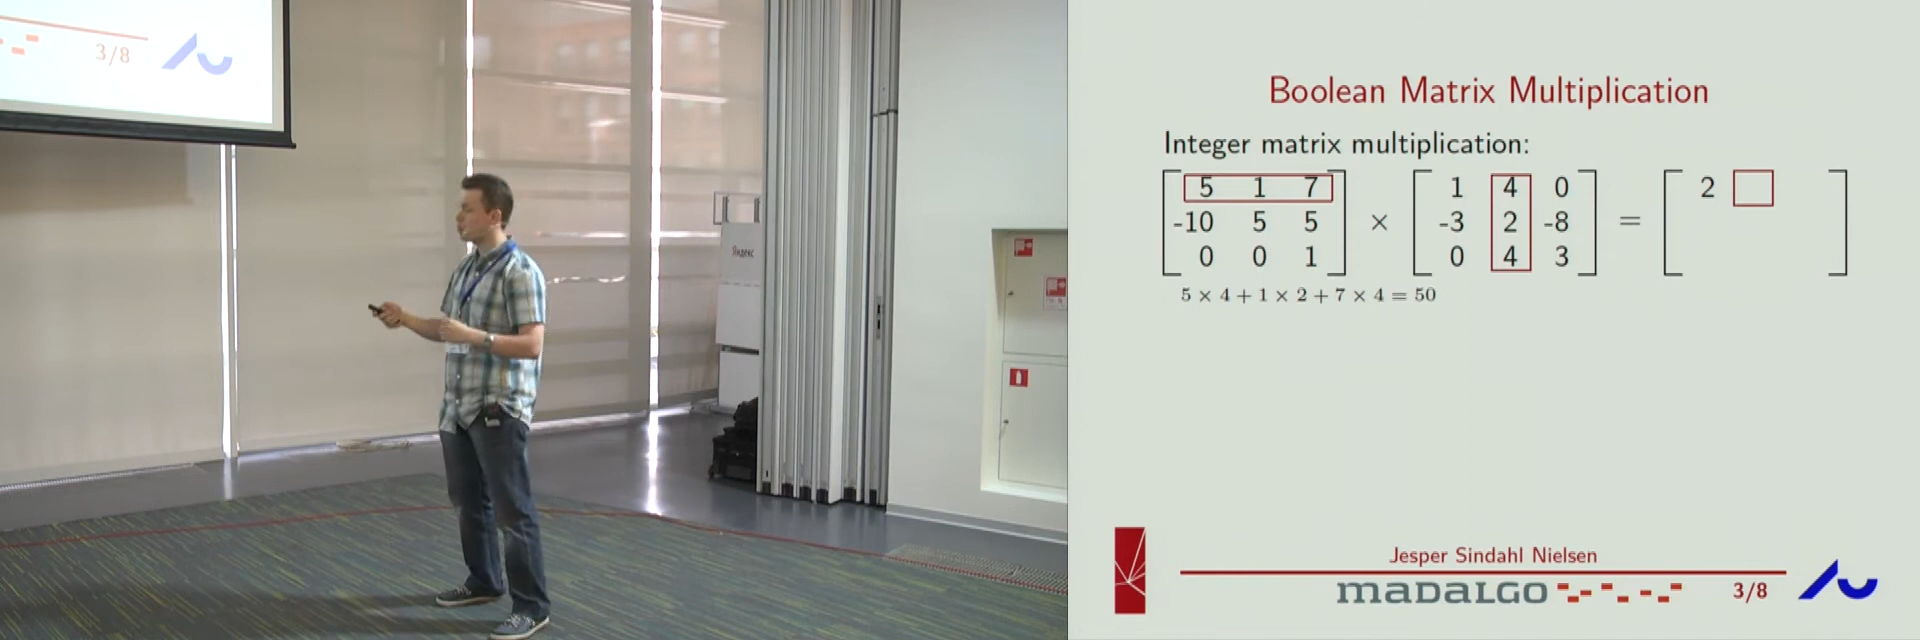 3/8
Яндекс
Boolean Matrix Multiplication
Integer matrix multiplication:
5 1 7 1 4 0 2
-10 5 5 × -3 2 -8 =
0 0 1 0 4 3
5 × 4 + 1 × 2 + 7 × 4 = 50
Jesper Sindahl Nielsen
madalgo 3/8